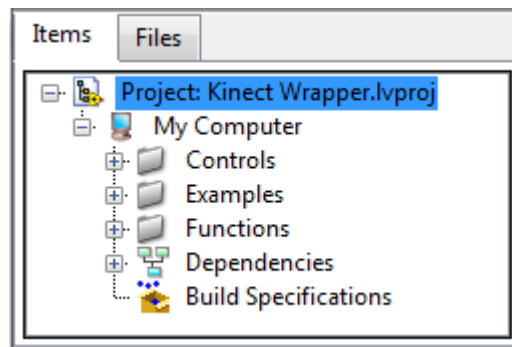 Items Files
Project: Kinect Wrapper.lvproj
My Computer
Controls
Examples
Functions
Dependencies
Build Specifications